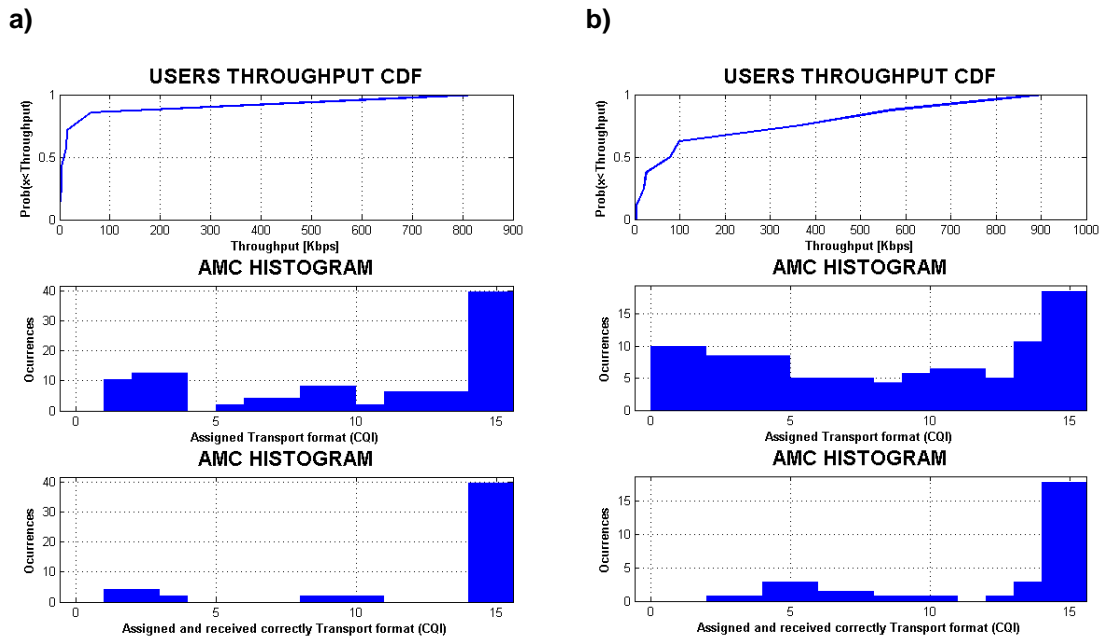 a)
USERS THROUGHPUT CDF
Prob(x<Throughput)
1
0.5
0
0 100 200 300 400 500 600 700 800 900
Throughput [Kbps]
AMC HISTOGRAM
Ocurrences
40
30
20
10
0
0 5 10 15
Assigned Transport format (CQI)
AMC HISTOGRAM
Ocurrences
40
30
20
10
0
0 5 10 15
Assigned and received correctly Transport format (CQI)
b)
USERS THROUGHPUT CDF
Prob(x<Throughput)
1
0.5
0
0 100 200 300 400 500 600 700 800 900 1000
Throughput [Kbps]
AMC HISTOGRAM
Ocurrences
15
10
5
0
0 5 10 15
Assigned Transport format (CQI)
AMC HISTOGRAM
Ocurrences
15
10
5
0
0 5 10 15
Assigned and received correctly Transport format (CQI)